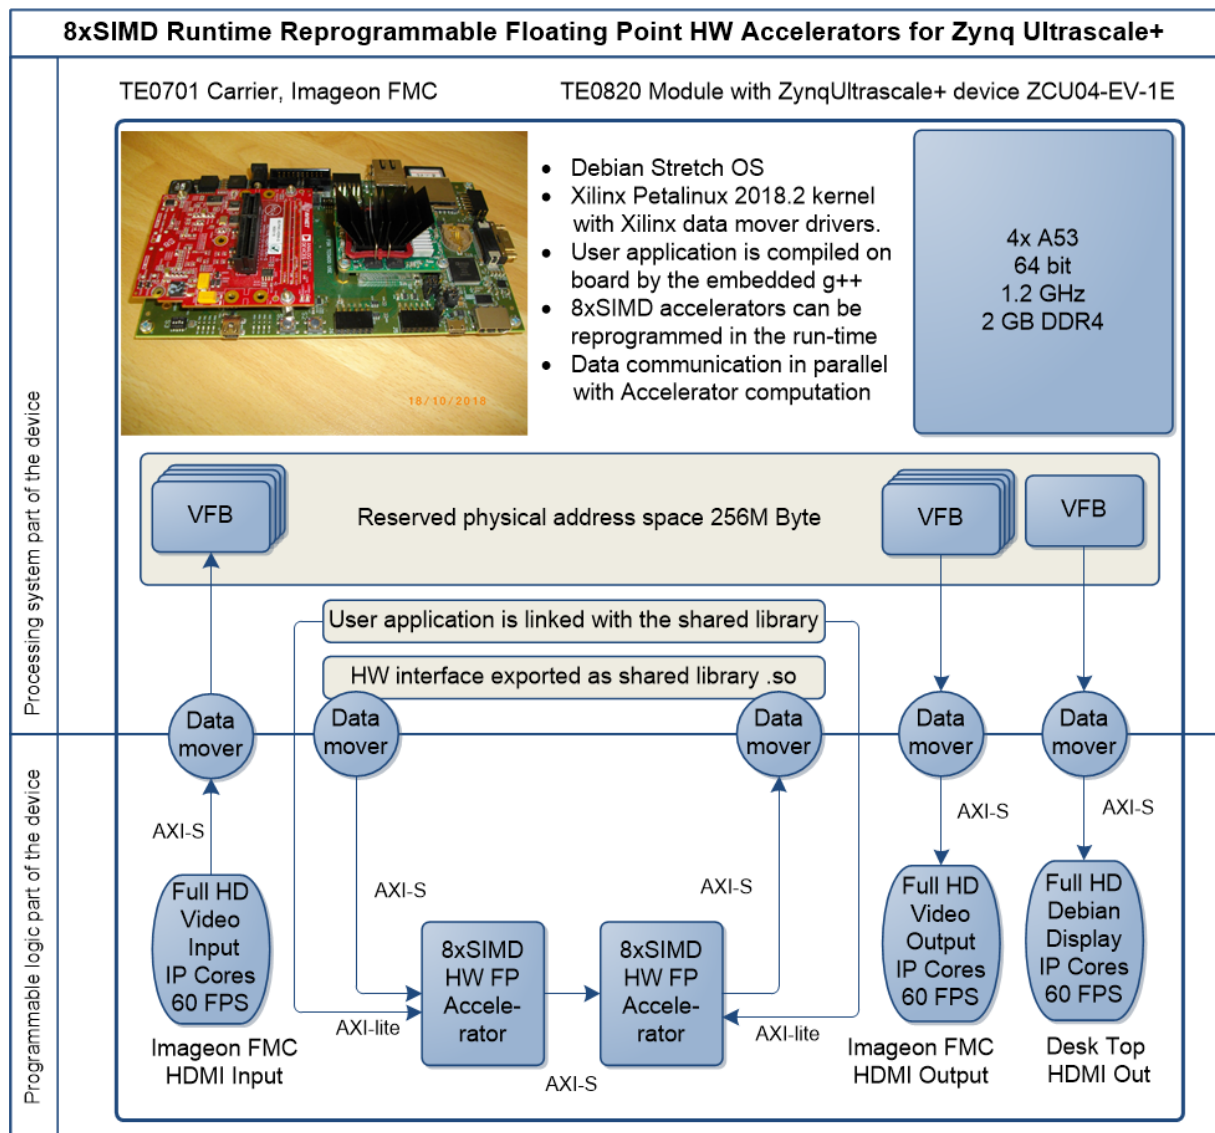 8xSIMD Runtime Reprogrammable Floating Point HW Accelerators for Zynq Ultrascale+
TE0701 Carrier, Imageon FMC
TE0820 Module with ZynqUltrascale+ device ZCU04-EV-1E
18/10/2018
• Debian Stretch OS
• Xilinx Petalinux 2018.2 kernel
with Xilinx data mover drivers.
• User application is compiled on
board by the embedded g++
• 8xSIMD accelerators can be
reprogrammed in the run-time
• Data communication in parallel
with Accelerator computation
4x A53
64 bit
1.2 GHz
2 GB DDR4
Processing system part of the device
VFB
Reserved physical address space 256M Byte
VFB
VFB
User application is linked with the shared library
HW interface exported as shared library .so
Data
mover
Data
mover
Data
mover
Data
mover
Data
mover
Programmable logic part of the device
AXI-S
AXI-S
AXI-S
AXI-S
AXI-S
Full HD
Video
Input
IP Cores
60 FPS
8xSIMD
HW FP
Accele-
rator
8xSIMD
HW FP
Accele-
rator
Full HD
Video
Output
IP Cores
60 FPS
Full HD
Debian
Display
IP Cores
60 FPS
AXI-lite
AXI-lite
AXI-S
Imageon FMC
HDMI Input
Imageon FMC
HDMI Output
Desk Top
HDMI Out